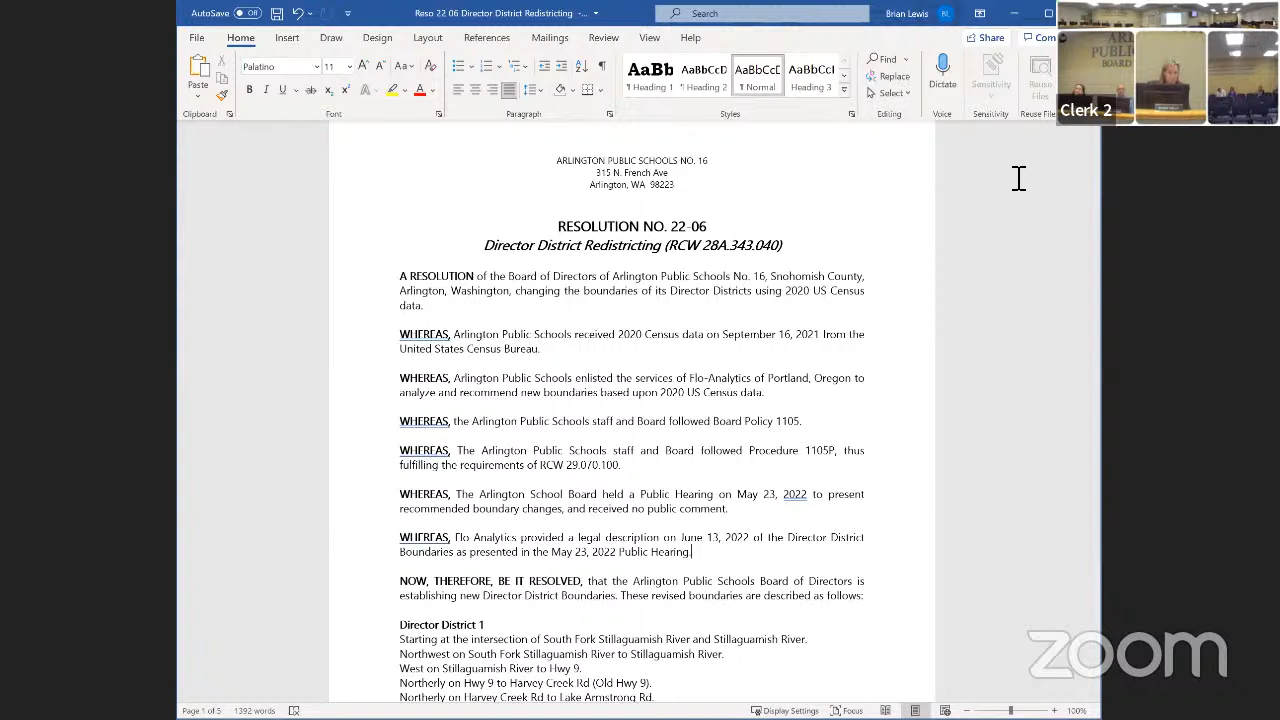 AutoSave Off Reso 22 06 Director District Redistricting -... Search Brian Lewis BL
File Home Insert Draw Design Layout References Mailings Review View Help Share Com
Paste Palatino 11 A A Aa A AaBb AaBbCcD AaBbCcD AaBbCcI Find
¶ Heading 1 ¶ Heading 2 ¶ Normal ¶ Heading 3 Replace
B I U Select Dictate Sensitivity Reuse Files
Clipboard Font Paragraph Styles Editing Voice Sensitivity Reuse Files
PUBLIC
BOARD
Clerk 2
ARLINGTON PUBLIC SCHOOLS NO. 16
315 N. French Ave
Arlington, WA 98223
RESOLUTION NO. 22-06
Director District Redistricting (RCW 28A.343.040)
A RESOLUTION of the Board of Directors of Arlington Public Schools No. 16, Snohomish County,
Arlington, Washington, changing the boundaries of its Director Districts using 2020 US Census
data.
WHEREAS, Arlington Public Schools received 2020 Census data on September 16, 2021 from the
United States Census Bureau.
WHEREAS, Arlington Public Schools enlisted the services of Flo-Analytics of Portland, Oregon to
analyze and recommend new boundaries based upon 2020 US Census data.
WHEREAS, the Arlington Public Schools staff and Board followed Board Policy 1105.
WHEREAS, The Arlington Public Schools staff and Board followed Procedure 1105P, thus
fulfilling the requirements of RCW 29.070.100.
WHEREAS, The Arlington School Board held a Public Hearing on May 23, 2022 to present
recommended boundary changes, and received no public comment.
WHEREAS, Flo Analytics provided a legal description on June 13, 2022 of the Director District
Boundaries as presented in the May 23, 2022 Public Hearing.
NOW, THEREFORE, BE IT RESOLVED, that the Arlington Public Schools Board of Directors is
establishing new Director District Boundaries. These revised boundaries are described as follows:
Director District 1
Starting at the intersection of South Fork Stillaguamish River and Stillaguamish River.
Northwest on South Fork Stillaguamish River to Stillaguamish River.
West on Stillaguamish River to Hwy 9.
Northerly on Hwy 9 to Harvey Creek Rd (Old Hwy 9).
Northerly on Harvey Creek Rd to Lake Armstrong Rd.
zoom
Page 1 of 5 1392 words Display Settings Focus 100%